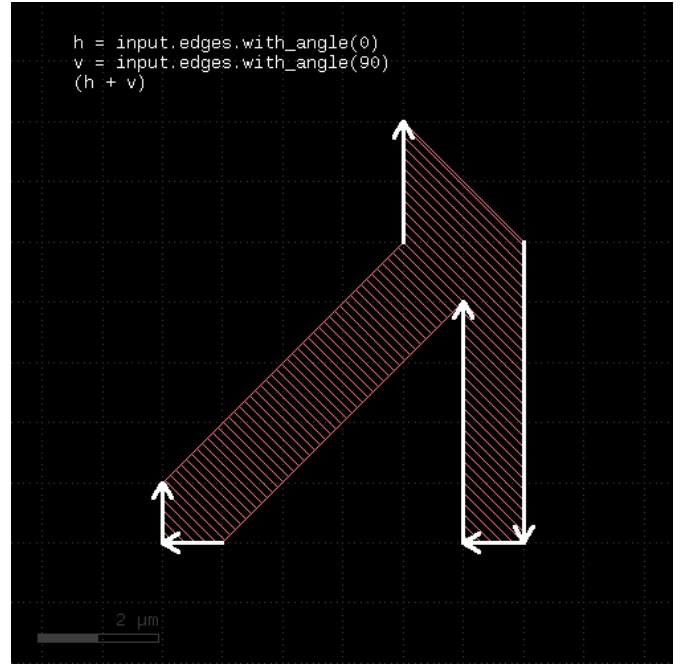 h = input.edges.with_angle(0)
v = input.edges.with_angle(90)
(h + v)
2 µm